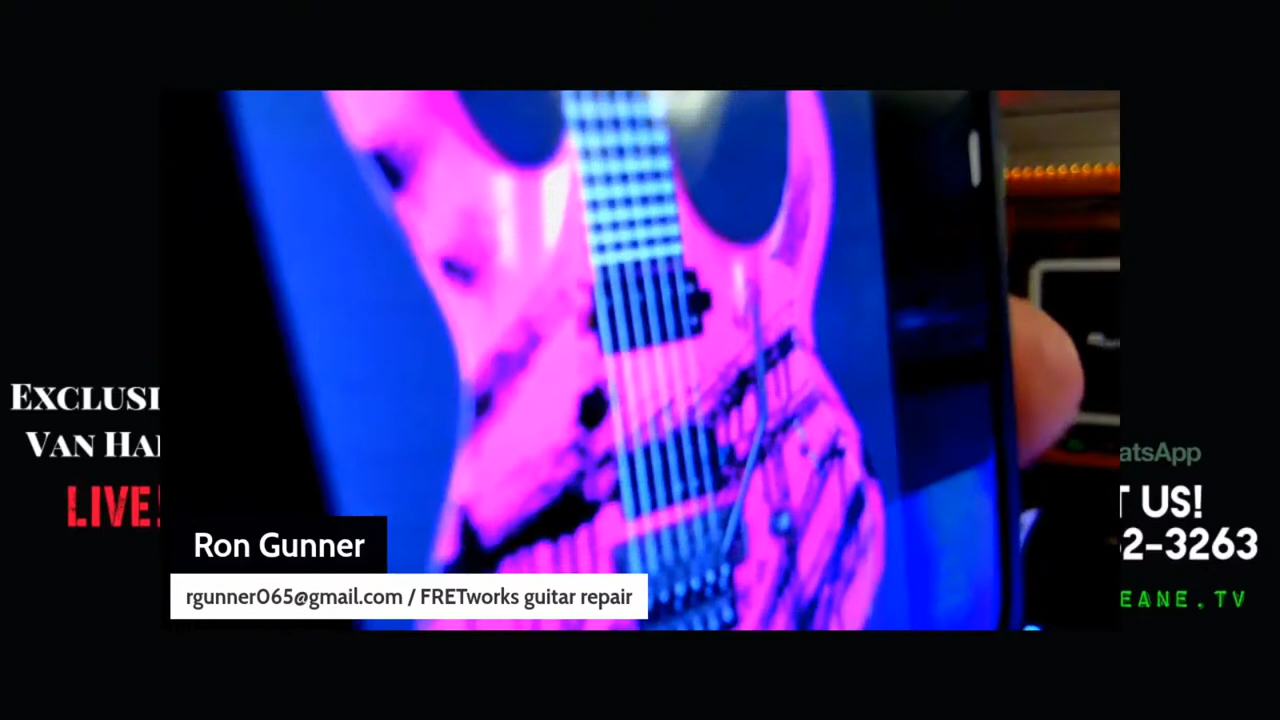 EXCLUSI
VAN HA
LIVE!
Ron Gunner
rgunner065@gmail.com / FRETworks guitar repair
atsApp
T US!
2-3263
EANE.TV